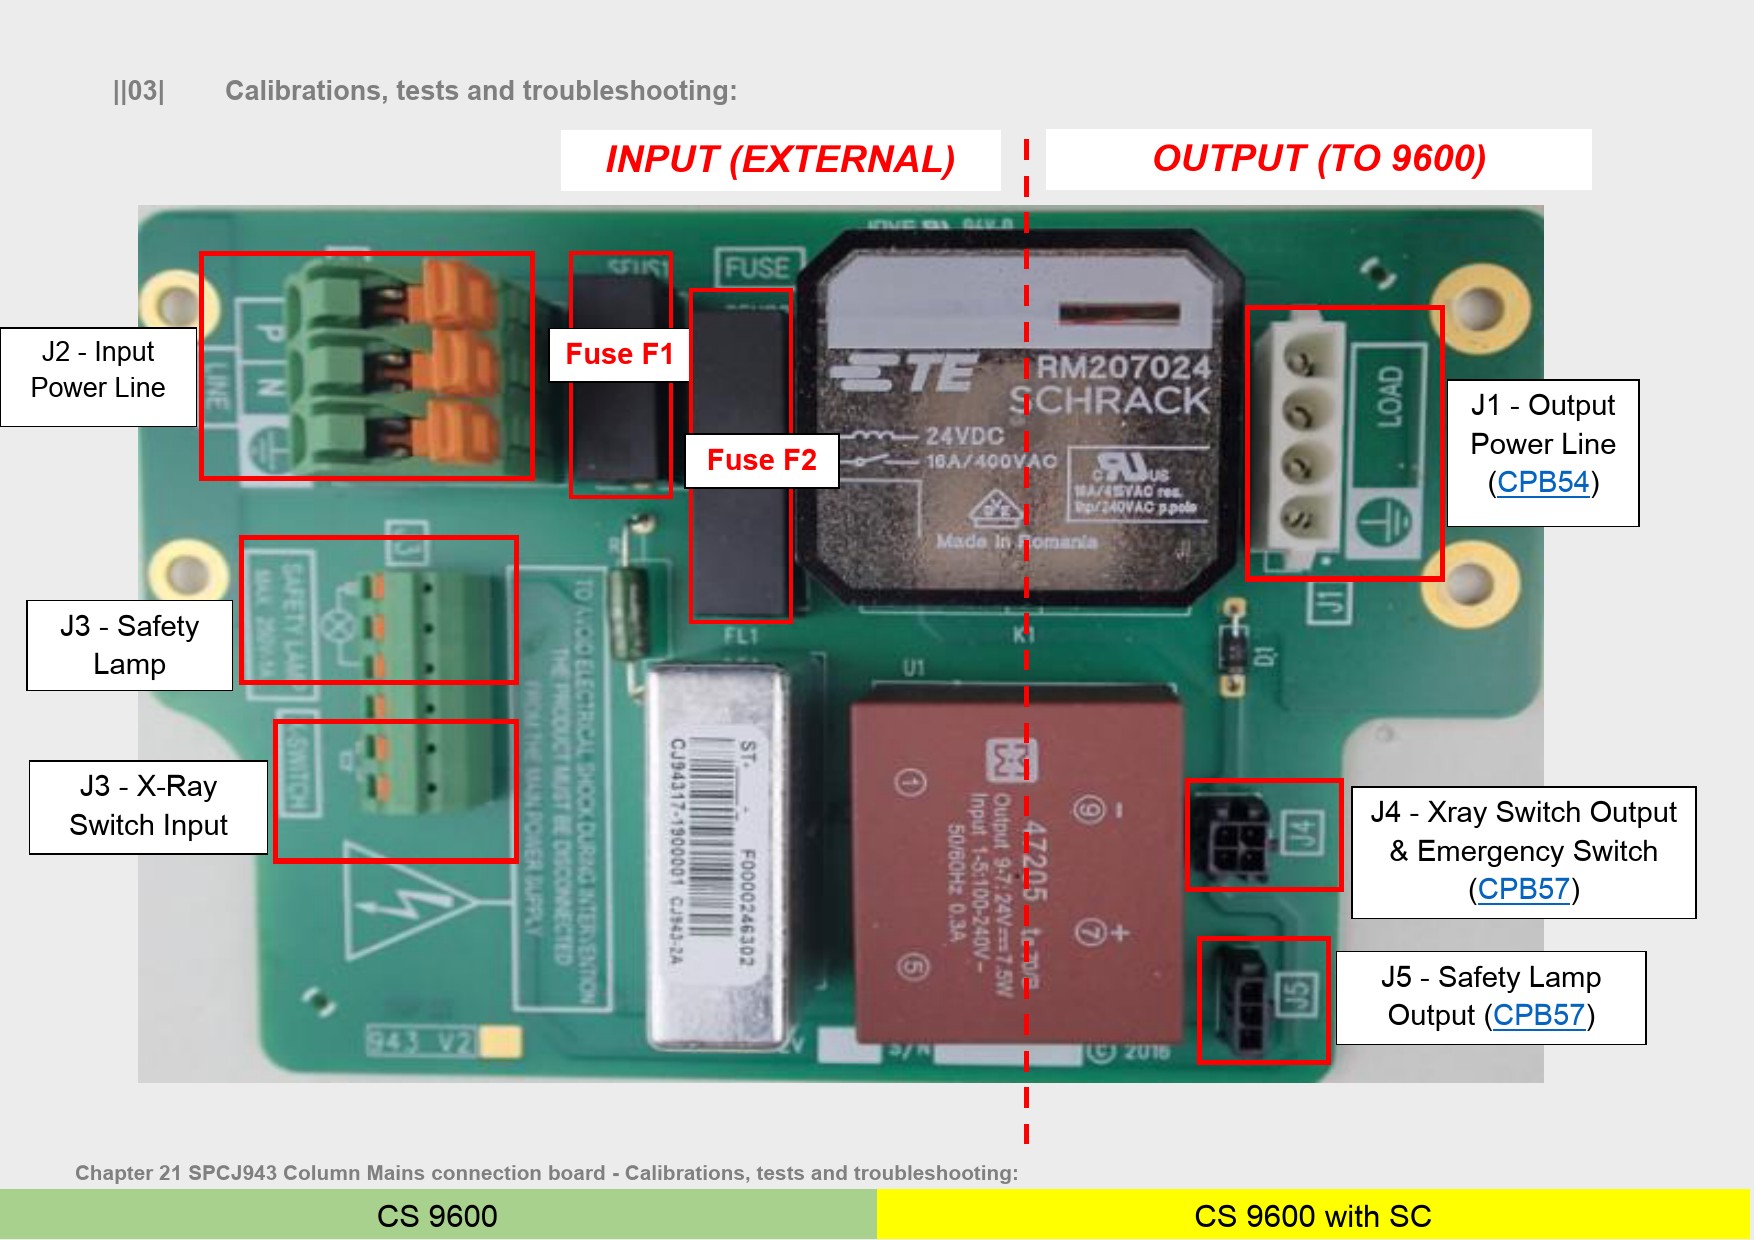 ||03| Calibrations, tests and troubleshooting:
INPUT (EXTERNAL)
OUTPUT (TO 9600)
J2 - Input
Power Line
LINE
P N
Fuse F1
FUSE
Fuse F2
TE
RM207024
SCHRACK
24VDC
16A/400VAC
Made in Romania
LOAD
J1
J1 - Output
Power Line
(CPB54)
J3
J3 - Safety
Lamp
SAFETY LAMP
J3 - X-Ray
Switch Input
TO AVOID ELECTRICAL SHOCK DURING INTERVENTION
THE PRODUCT MUST BE DISCONNECTED
FROM THE MAIN POWER SUPPLY
FL1
K1
U1
D1
F0000246302
CJ94317-1900001 CJ943-2A
47205
Output 9-7: 24V 7.5W
Input 1-5:100-240V~
50/60Hz 0.3A
1
5
9 -
7 +
J4
J4 - Xray Switch Output
& Emergency Switch
(CPB57)
J5
J5 - Safety Lamp
Output (CPB57)
943 V2
S/N
© 2016
Chapter 21 SPCJ943 Column Mains connection board - Calibrations, tests and troubleshooting:
CS 9600
CS 9600 with SC